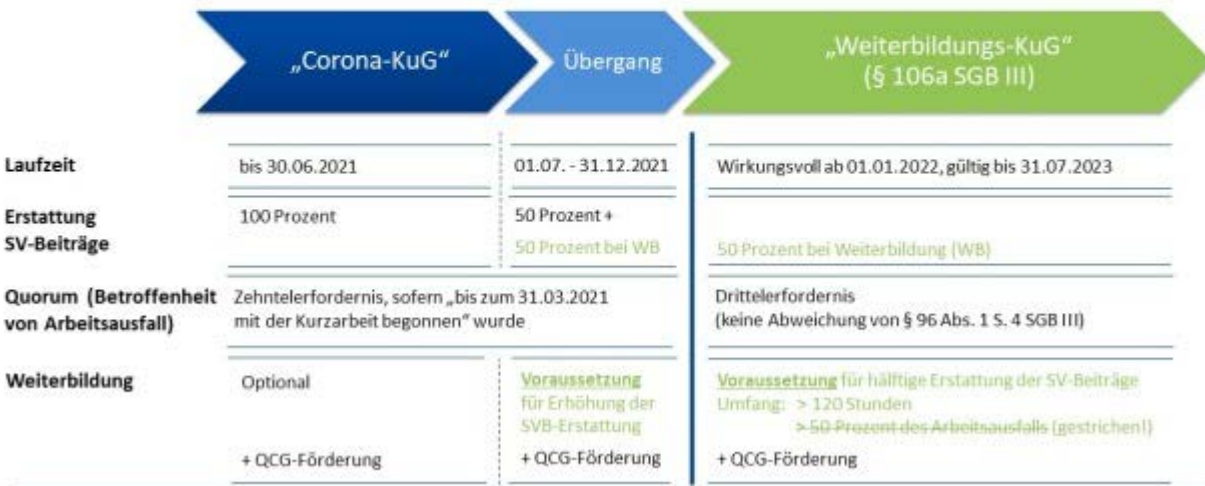 „Corona-KuG“
Übergang
„Weiterbildungs-KuG“
(§ 106a SGB III)
Laufzeit
bis 30.06.2021
01.07. - 31.12.2021
Wirkungsvoll ab 01.01.2022, gültig bis 31.07.2023
Erstattung
SV-Beiträge
100 Prozent
50 Prozent +
50 Prozent bei WB
50 Prozent bei Weiterbildung (WB)
Quorum (Betroffenheit
von Arbeitsausfall)
Zehntelerfordernis, sofern „bis zum 31.03.2021
mit der Kurzarbeit begonnen“ wurde
Drittelerfordernis
(keine Abweichung von § 96 Abs. 1 S. 4 SGB III)
Weiterbildung
Optional
+ QCG-Förderung
Voraussetzung
für Erhöhung der
SVB-Erstattung
+ QCG-Förderung
Voraussetzung für hälftige Erstattung der SV-Beiträge
Umfang: > 120 Stunden
> 50 Prozent des Arbeitsausfalls (gestrichen!)
+ QCG-Förderung